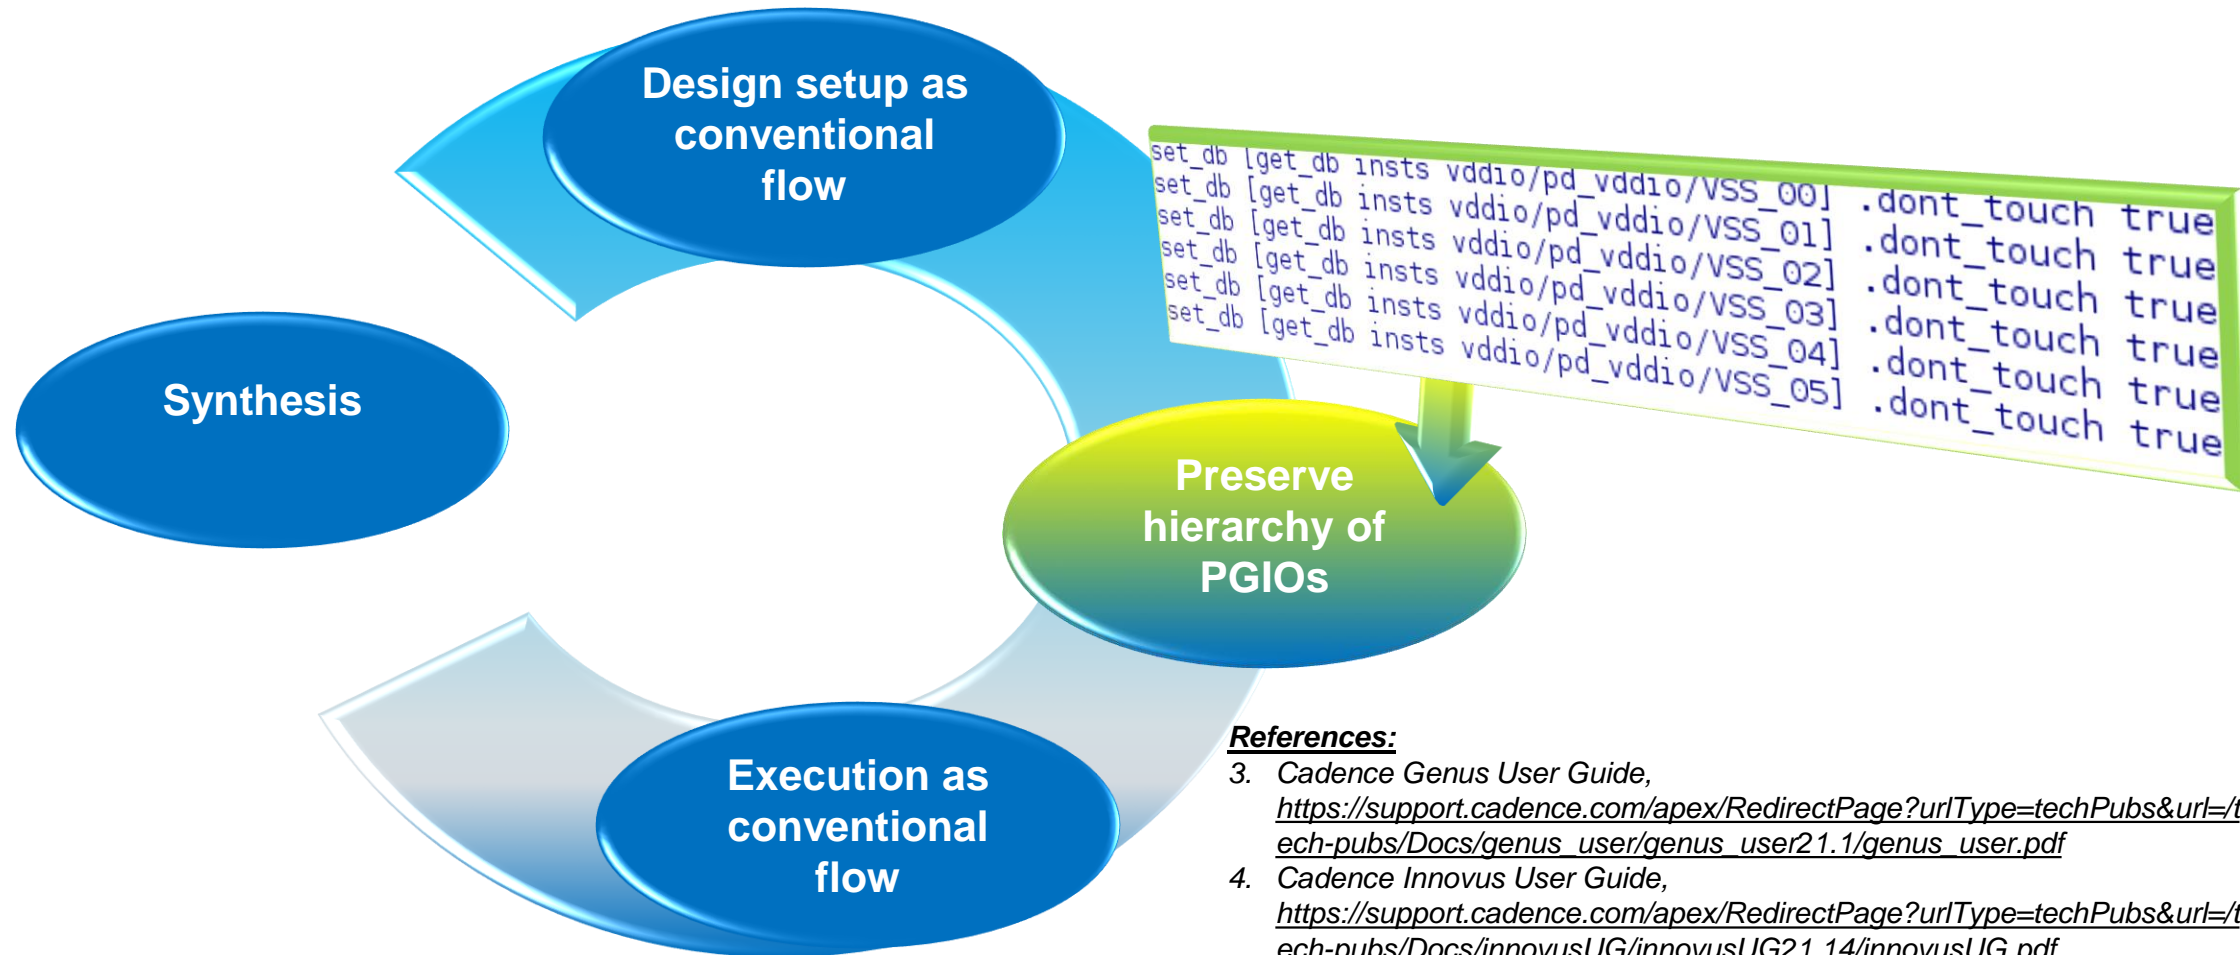 Design setup as
conventional
flow
set_db [get_db insts vddio/pd_vddio/VSS_00] .dont_touch true
set_db [get_db insts vddio/pd_vddio/VSS_01] .dont_touch true
set_db [get_db insts vddio/pd_vddio/VSS_02] .dont_touch true
set_db [get_db insts vddio/pd_vddio/VSS_03] .dont_touch true
set_db [get_db insts vddio/pd_vddio/VSS_04] .dont_touch true
set_db [get_db insts vddio/pd_vddio/VSS_05] .dont_touch true
Synthesis
Preserve
hierarchy of
PGIOs
Execution as
conventional
flow
References:
3. Cadence Genus User Guide,
https://support.cadence.com/apex/RedirectPage?urlType=techPubs&url=/t
ech-pubs/Docs/genus_user/genus_user21.1/genus_user.pdf
4. Cadence Innovus User Guide,
https://support.cadence.com/apex/RedirectPage?urlType=techPubs&url=/t
ech-pubs/Docs/innovusUG/innovusUG21.14/innovusUG.pdf